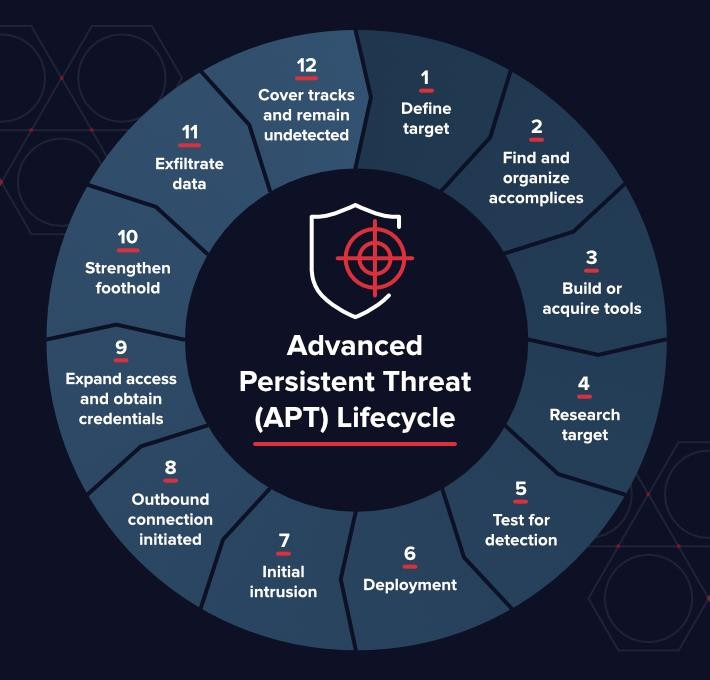 12
Cover tracks
and remain
undetected
1
Define
target
2
Find and
organize
accomplices
3
Build or
acquire tools
4
Research
target
5
Test for
detection
6
Deployment
7
Initial
intrusion
8
Outbound
connection
initiated
9
Expand access
and obtain
credentials
10
Strengthen
foothold
11
Exfiltrate
data
Advanced
Persistent Threat
(APT) Lifecycle